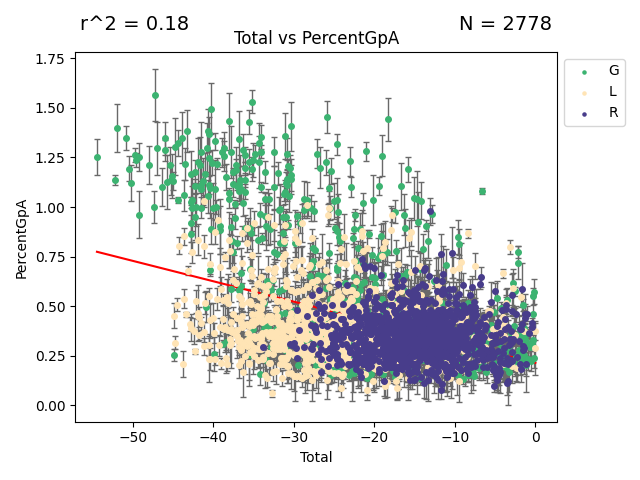 r^2 = 0.18
N = 2778
Total vs PercentGpA
G
L
R
PercentGpA
1.75
1.50
1.25
1.00
0.75
0.50
0.25
0.00
−50
−40
−30
−20
−10
0
Total